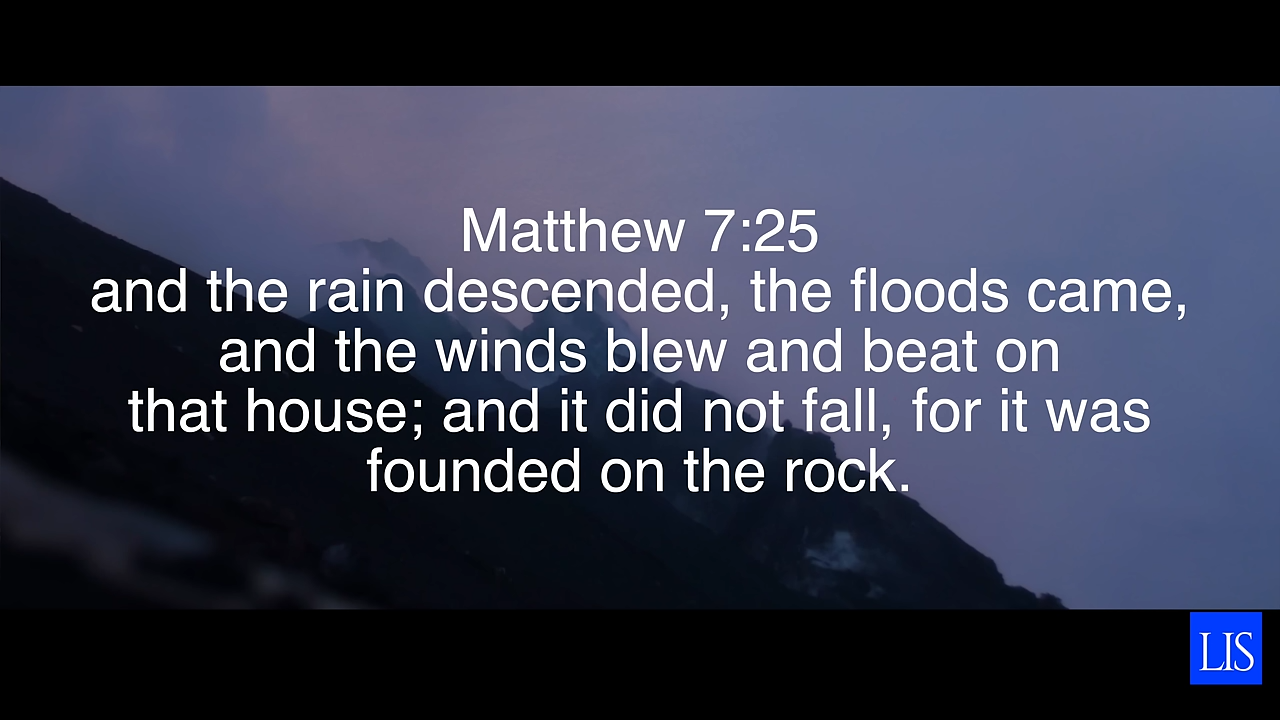 Matthew 7:25
and the rain descended, the floods came,
and the winds blew and beat on
that house; and it did not fall, for it was
founded on the rock.
LIS